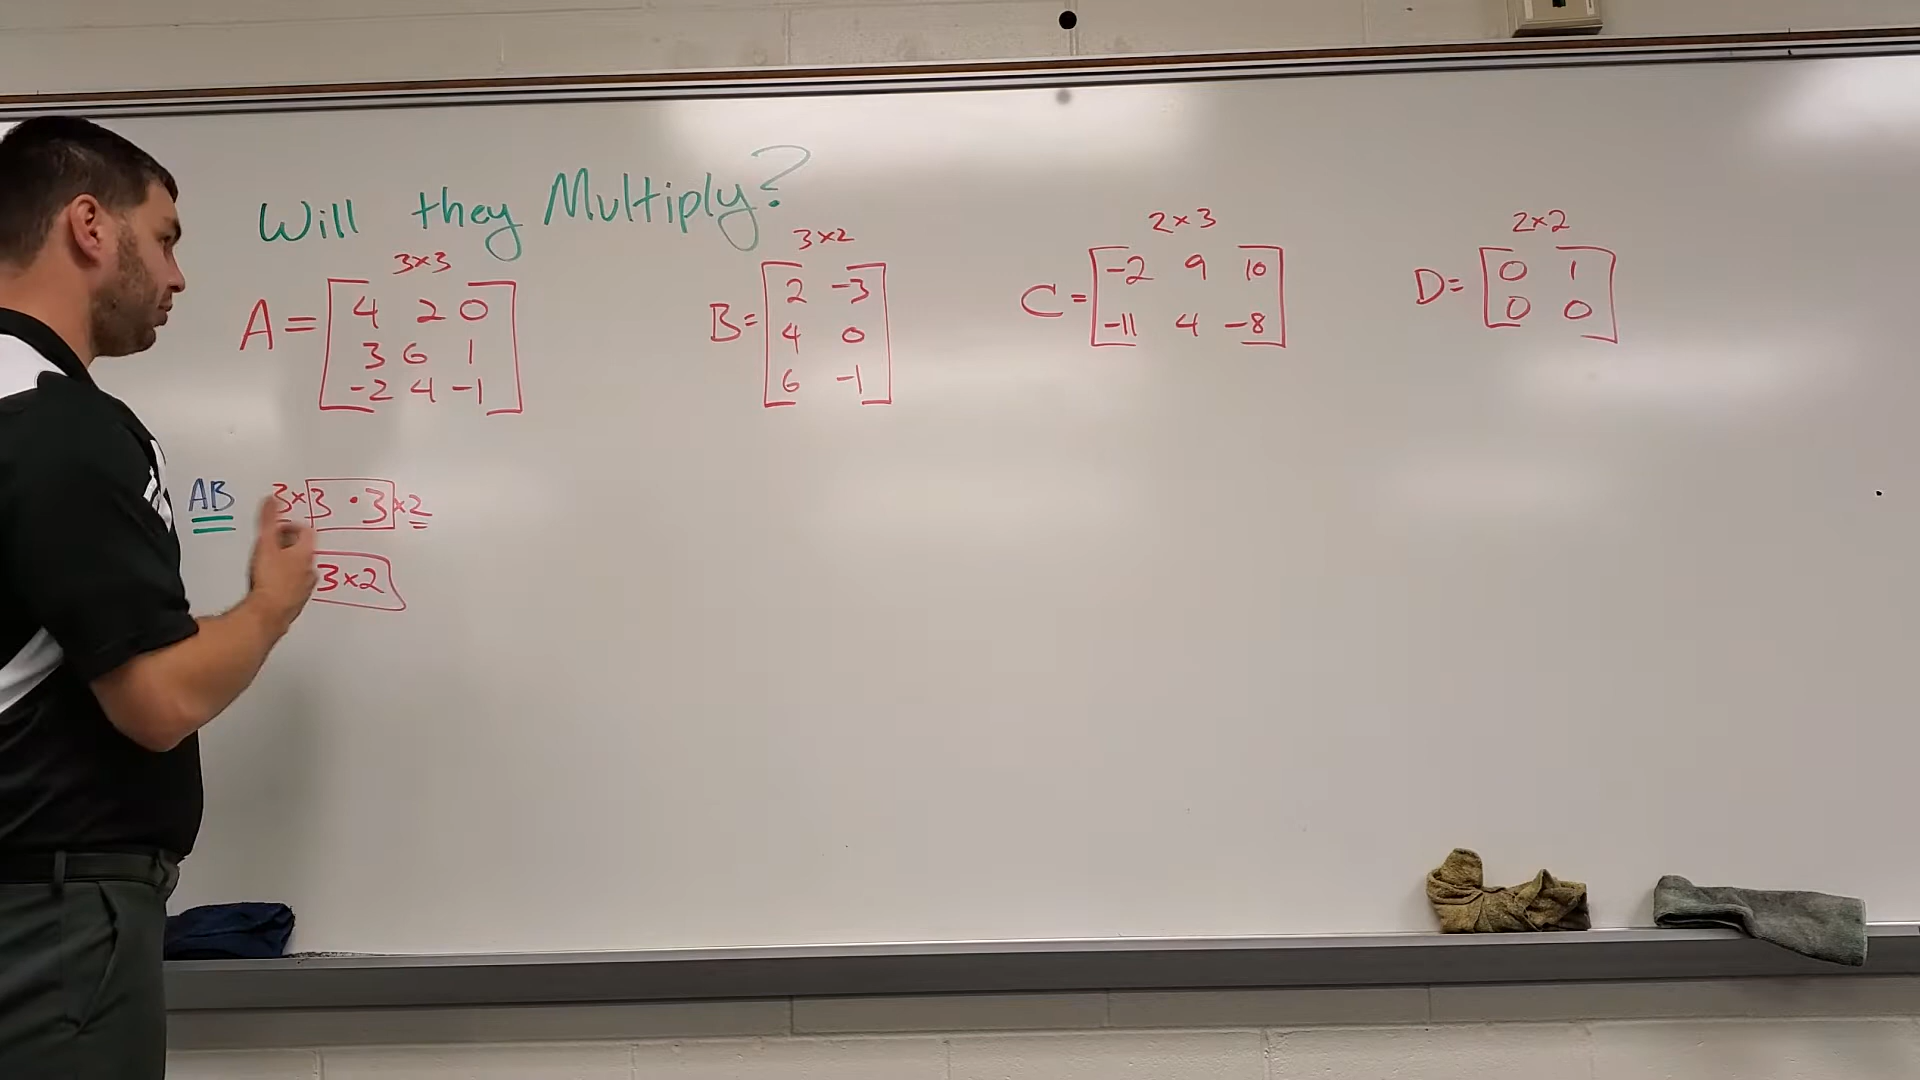 Will they Multiply?
3×3
3×2
2×3
2×2
A = [4 2 0
3 6 1
-2 4 -1]
B = [2 -3
4 0
6 -1]
C = [-2 9 10
-11 4 -8]
D = [0 1
0 0]
AB 3×3 · 3×2
3×2